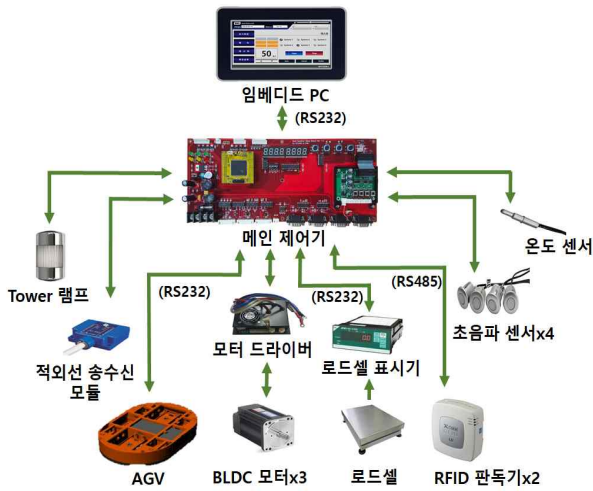 임베디드 PC
(RS232)
메인 제어기
Tower 램프
온도 센서
(RS232)
(RS232)
(RS485)
적외선 송수신
모듈
모터 드라이버
로드셀 표시기
초음파 센서x4
AGV
BLDC 모터x3
로드셀
RFID 판독기x2